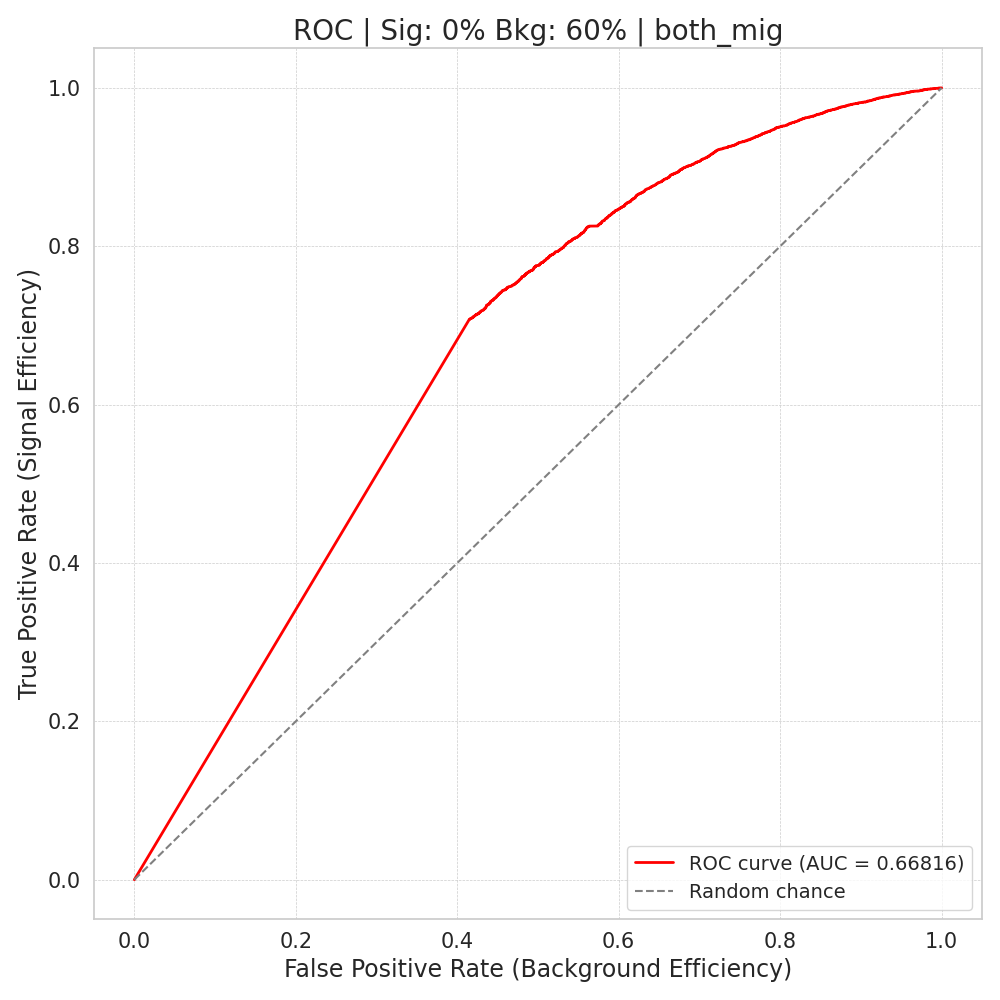 ROC | Sig: 0% Bkg: 60% | both_mig
True Positive Rate (Signal Efficiency)
1.0
0.8
0.6
0.4
0.2
0.0
ROC curve (AUC = 0.66816)
Random chance
0.0 0.2 0.4 0.6 0.8 1.0
False Positive Rate (Background Efficiency)